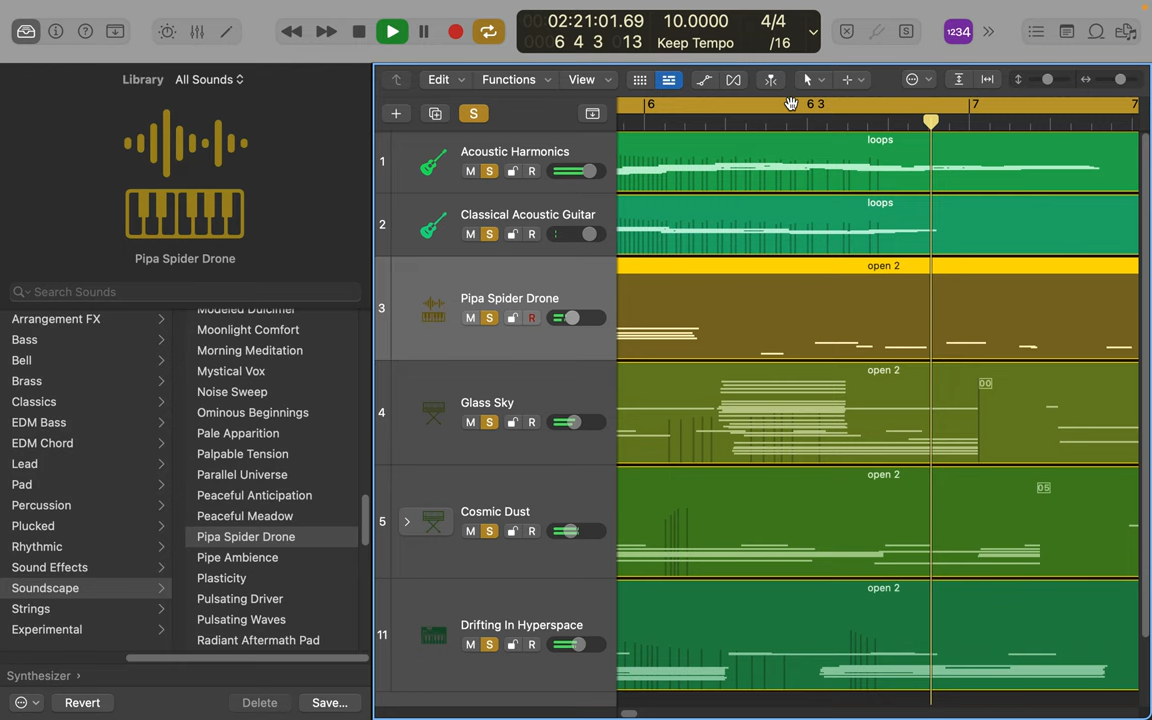 02:21:01.69
6 4 3 013
10.0000
Keep Tempo
4/4
/16
1234
Library
All Sounds
Edit
Functions
View
6
6 3
7
7
S
Pipa Spider Drone
Search Sounds
Arrangement FX
Bass
Bell
Brass
Classics
EDM Bass
EDM Chord
Lead
Pad
Percussion
Plucked
Rhythmic
Sound Effects
Soundscape
Strings
Experimental
Moonlight Comfort
Morning Meditation
Mystical Vox
Noise Sweep
Ominous Beginnings
Pale Apparition
Palpable Tension
Parallel Universe
Peaceful Anticipation
Peaceful Meadow
Pipa Spider Drone
Pipe Ambience
Plasticity
Pulsating Driver
Pulsating Waves
Radiant Aftermath Pad
Synthesizer
Revert
Delete
Save...
1
Acoustic Harmonics
M S R
loops
2
Classical Acoustic Guitar
M S R
loops
3
Pipa Spider Drone
M S R
open 2
4
Glass Sky
M S R
open 2
00
5
Cosmic Dust
M S R
open 2
05
11
Drifting In Hyperspace
M S R
open 2